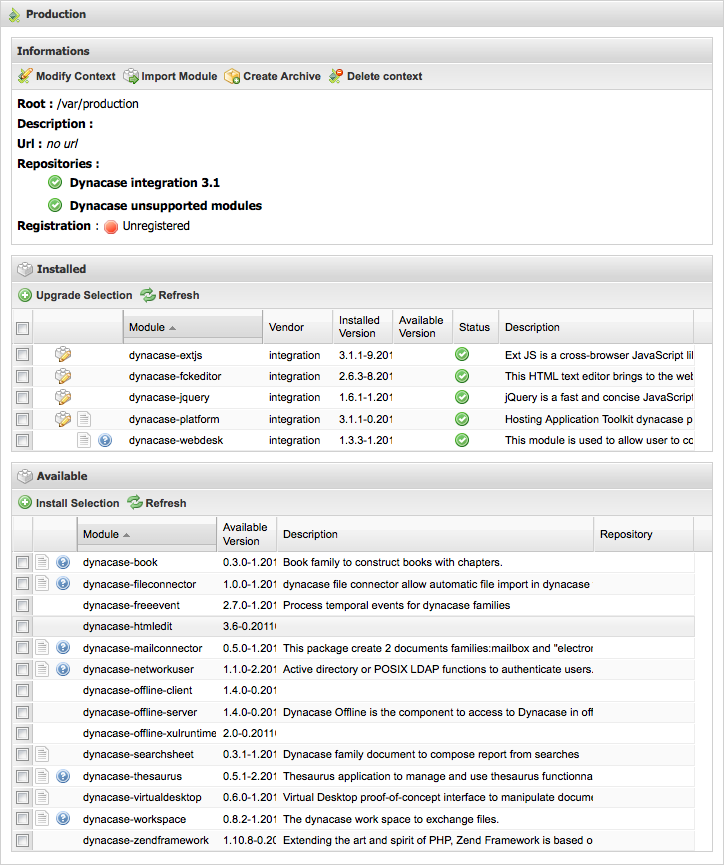 Production
Informations
Modify Context Import Module Create Archive Delete context
Root : /var/production
Description :
Url : no url
Repositories :
Dynacase integration 3.1
Dynacase unsupported modules
Registration : Unregistered
Installed
Upgrade Selection Refresh
Module Vendor Installed Version Available Version Status Description
dynacase-extjs integration 3.1.1-9.201 Ext JS is a cross-browser JavaScript li
dynacase-fckeditor integration 2.6.3-8.201 This HTML text editor brings to the web
dynacase-jquery integration 1.6.1-1.201 jQuery is a fast and concise JavaScript
dynacase-platform integration 3.1.1-0.201 Hosting Application Toolkit dynacase p
dynacase-webdesk integration 1.3.3-1.201 This module is used to allow user to co
Available
Install Selection Refresh
Module Available Version Description Repository
dynacase-book 0.3.0-1.201 Book family to construct books with chapters.
dynacase-fileconnector 1.0.0-1.201 dynacase file connector allow automatic file import in dynacase
dynacase-freeevent 2.7.0-1.201 Process temporal events for dynacase families
dynacase-htmledit 3.6-0.2011
dynacase-mailconnector 0.5.0-1.201 This package create 2 documents families:mailbox and "electron
dynacase-networkuser 1.1.0-2.201 Active directory or POSIX LDAP functions to authenticate users.
dynacase-offline-client 1.4.0-0.201
dynacase-offline-server 1.4.0-0.201 Dynacase Offline is the component to access to Dynacase in off
dynacase-offline-xulruntime 2.0-0.2011
dynacase-searchsheet 0.3.1-1.201 Dynacase family document to compose report from searches
dynacase-thesaurus 0.5.1-2.201 Thesaurus application to manage and use thesaurus functionna
dynacase-virtualdesktop 0.6.0-1.201 Virtual Desktop proof-of-concept interface to manipulate docume
dynacase-workspace 0.8.2-1.201 The dynacase work space to exchange files.
dynacase-zendframework 1.10.8-0.20 Extending the art and spirit of PHP, Zend Framework is based o